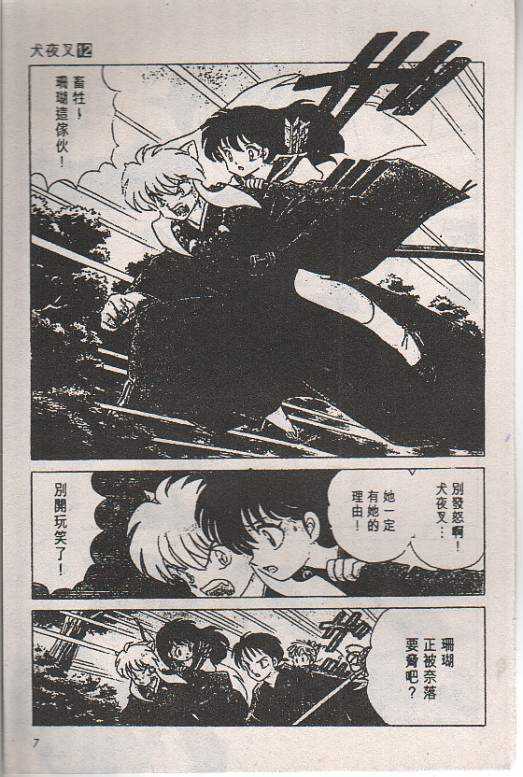 犬夜叉12
畜牲～
珊瑚這傢伙！
別發怒啊！
犬夜叉…
她一定
有她的
理由！
別開玩笑了！
珊瑚
正被奈落
要脅吧？
7